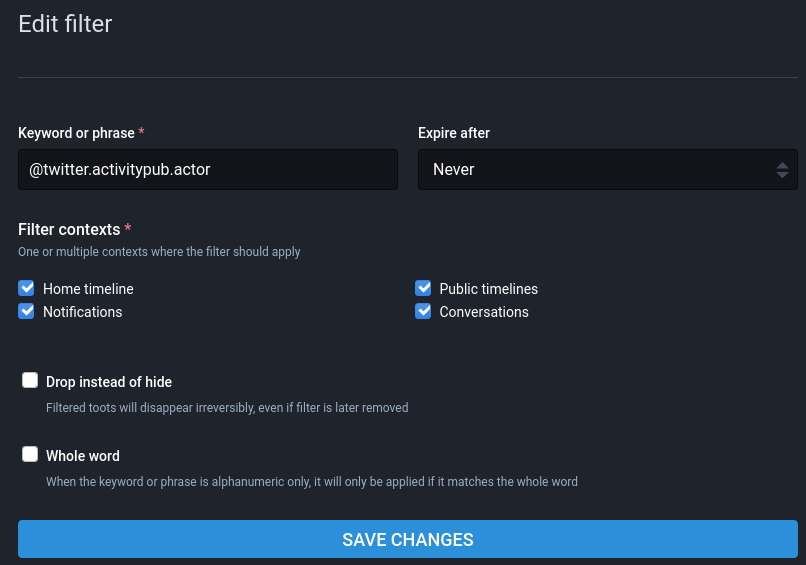 Edit filter
Keyword or phrase *
Expire after
@twitter.activitypub.actor
Never
Filter contexts *
One or multiple contexts where the filter should apply
Home timeline
Public timelines
Notifications
Conversations
Drop instead of hide
Filtered toots will disappear irreversibly, even if filter is later removed
Whole word
When the keyword or phrase is alphanumeric only, it will only be applied if it matches the whole word
SAVE CHANGES